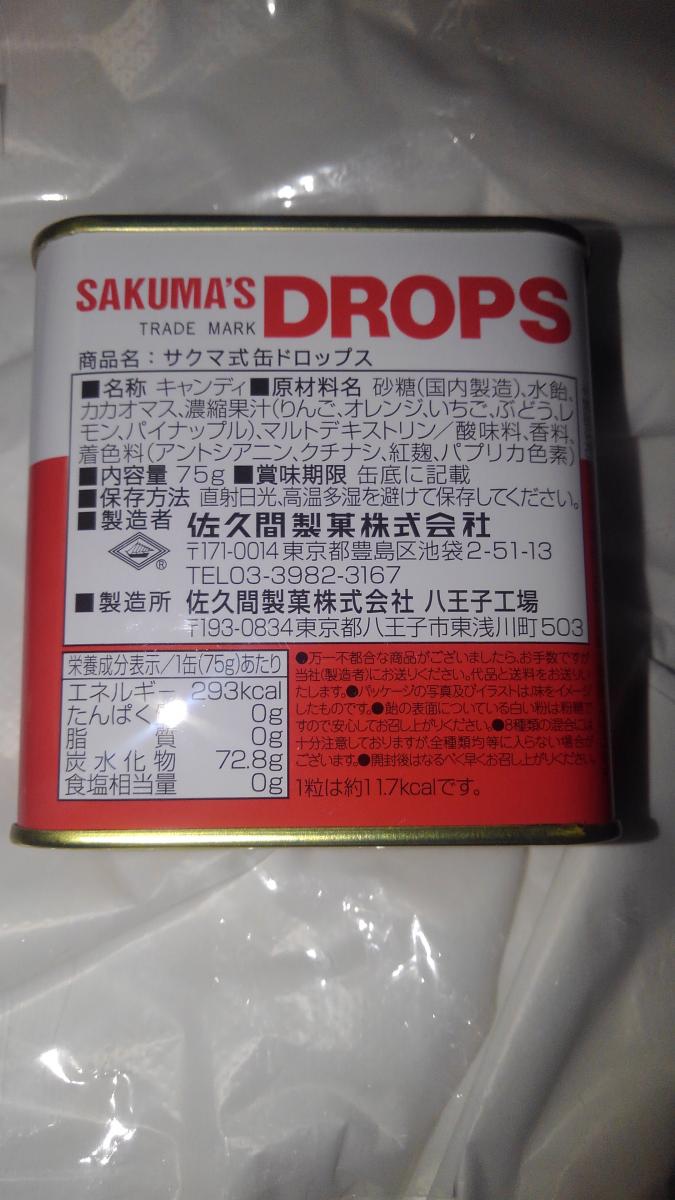 SAKUMA'S DROPS
TRADE MARK
商品名：サクマ式缶ドロップス
■名称 キャンディ■原材料名 砂糖(国内製造)、水飴、
カカオマス、濃縮果汁(りんご、オレンジ、いちご、ぶどう、レ
モン、パイナップル)、マルトデキストリン／酸味料、香料、
着色料(アントシアニン、クチナシ、紅麹、パプリカ色素)
■内容量 75g ■賞味期限 缶底に記載
■保存方法 直射日光、高温多湿を避けて保存してください。
■製造者 佐久間製菓株式会社
®
〒171-0014東京都豊島区池袋2-51-13
TEL03-3982-3167
■製造所 佐久間製菓株式会社 八王子工場
〒193-0834東京都八王子市東浅川町503
栄養成分表示/1缶(75g)あたり
エネルギー 293kcal
たんぱく 0g
脂質 0g
炭水化物 72.8g
食塩相当量 0g
●万一不都合な商品がございましたら、お手数ですが
当社(製造者)にお送りください。代品と送料をお送りい
たします。●パッケージの写真及びイラストは味をイメージ
したものです。●飴の表面についている白い粉は粉糖で
すので、安心してお召し上がりください。●8種類の混合には
十分注意しておりますが、全種類均等に入らない場合が
ございます。●開封後はなるべく早くお召し上がりください。
1粒は約11.7kcalです。